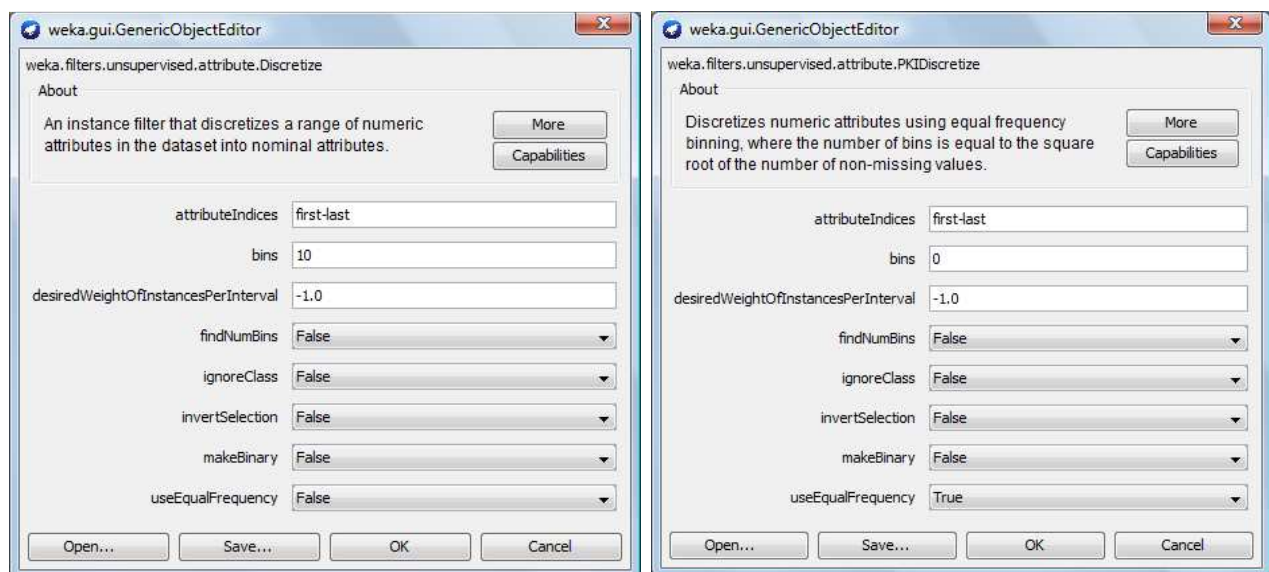 weka.gui.GenericObjectEditor
weka.filters.unsupervised.attribute.Discretize
About
An instance filter that discretizes a range of numeric
attributes in the dataset into nominal attributes.
More
Capabilities
attributeIndices first-last
bins 10
desiredWeightOfInstancesPerInterval -1.0
findNumBins False
ignoreClass False
invertSelection False
makeBinary False
useEqualFrequency False
Open... Save... OK Cancel
weka.gui.GenericObjectEditor
weka.filters.unsupervised.attribute.PKIDiscretize
About
Discretizes numeric attributes using equal frequency
binning, where the number of bins is equal to the square
root of the number of non-missing values.
More
Capabilities
attributeIndices first-last
bins 0
desiredWeightOfInstancesPerInterval -1.0
findNumBins False
ignoreClass False
invertSelection False
makeBinary False
useEqualFrequency True
Open... Save... OK Cancel